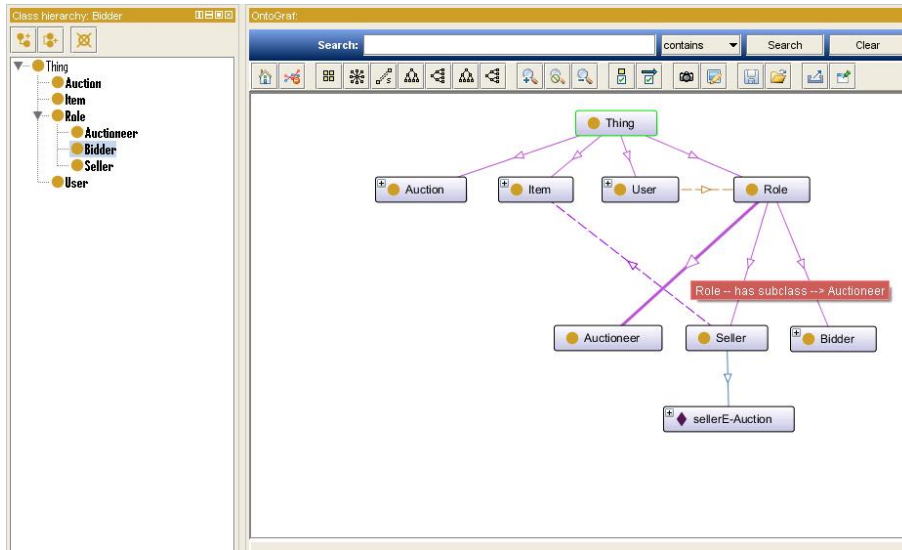 Class hierarchy: Bidder
Thing
Auction
Item
Role
Auctioneer
Bidder
Seller
User
OntoGraf:
Search:
contains
Search
Clear
Thing
Auction
Item
User
Role
Role -- has subclass --> Auctioneer
Auctioneer
Seller
Bidder
sellerE-Auction